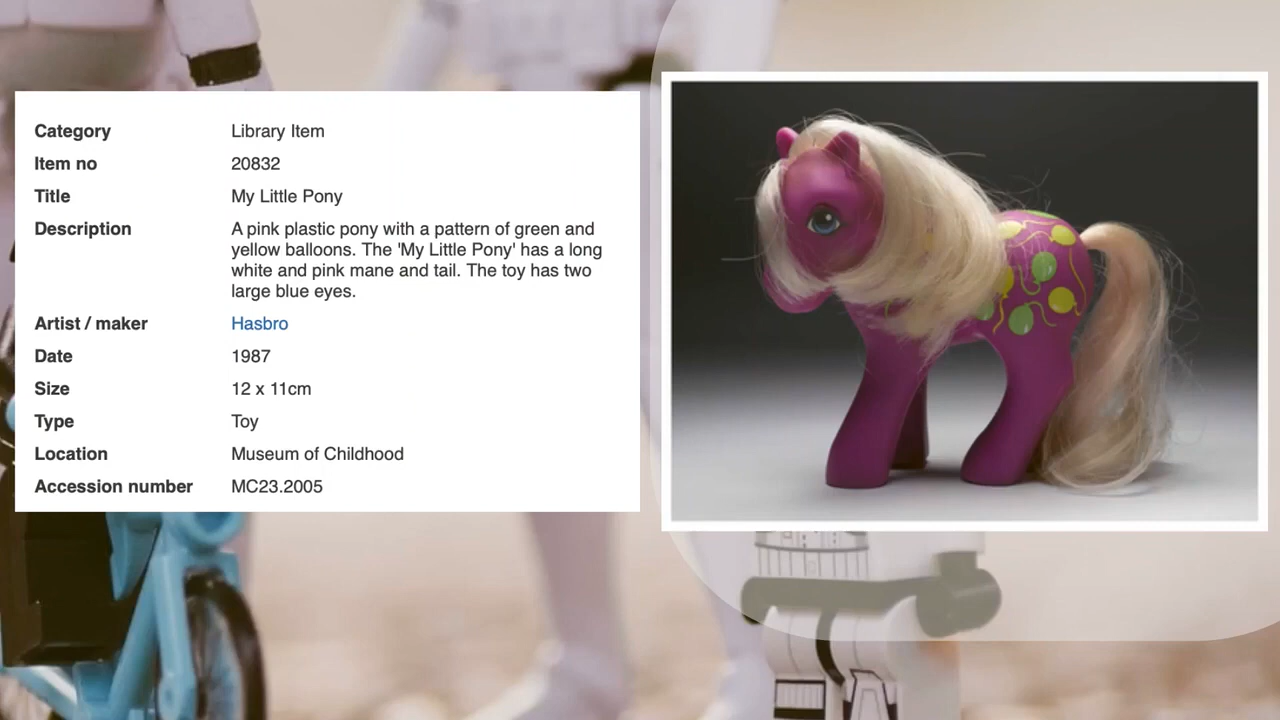 Category Library Item
Item no 20832
Title My Little Pony
Description A pink plastic pony with a pattern of green and
yellow balloons. The 'My Little Pony' has a long
white and pink mane and tail. The toy has two
large blue eyes.
Artist / maker Hasbro
Date 1987
Size 12 x 11cm
Type Toy
Location Museum of Childhood
Accession number MC23.2005